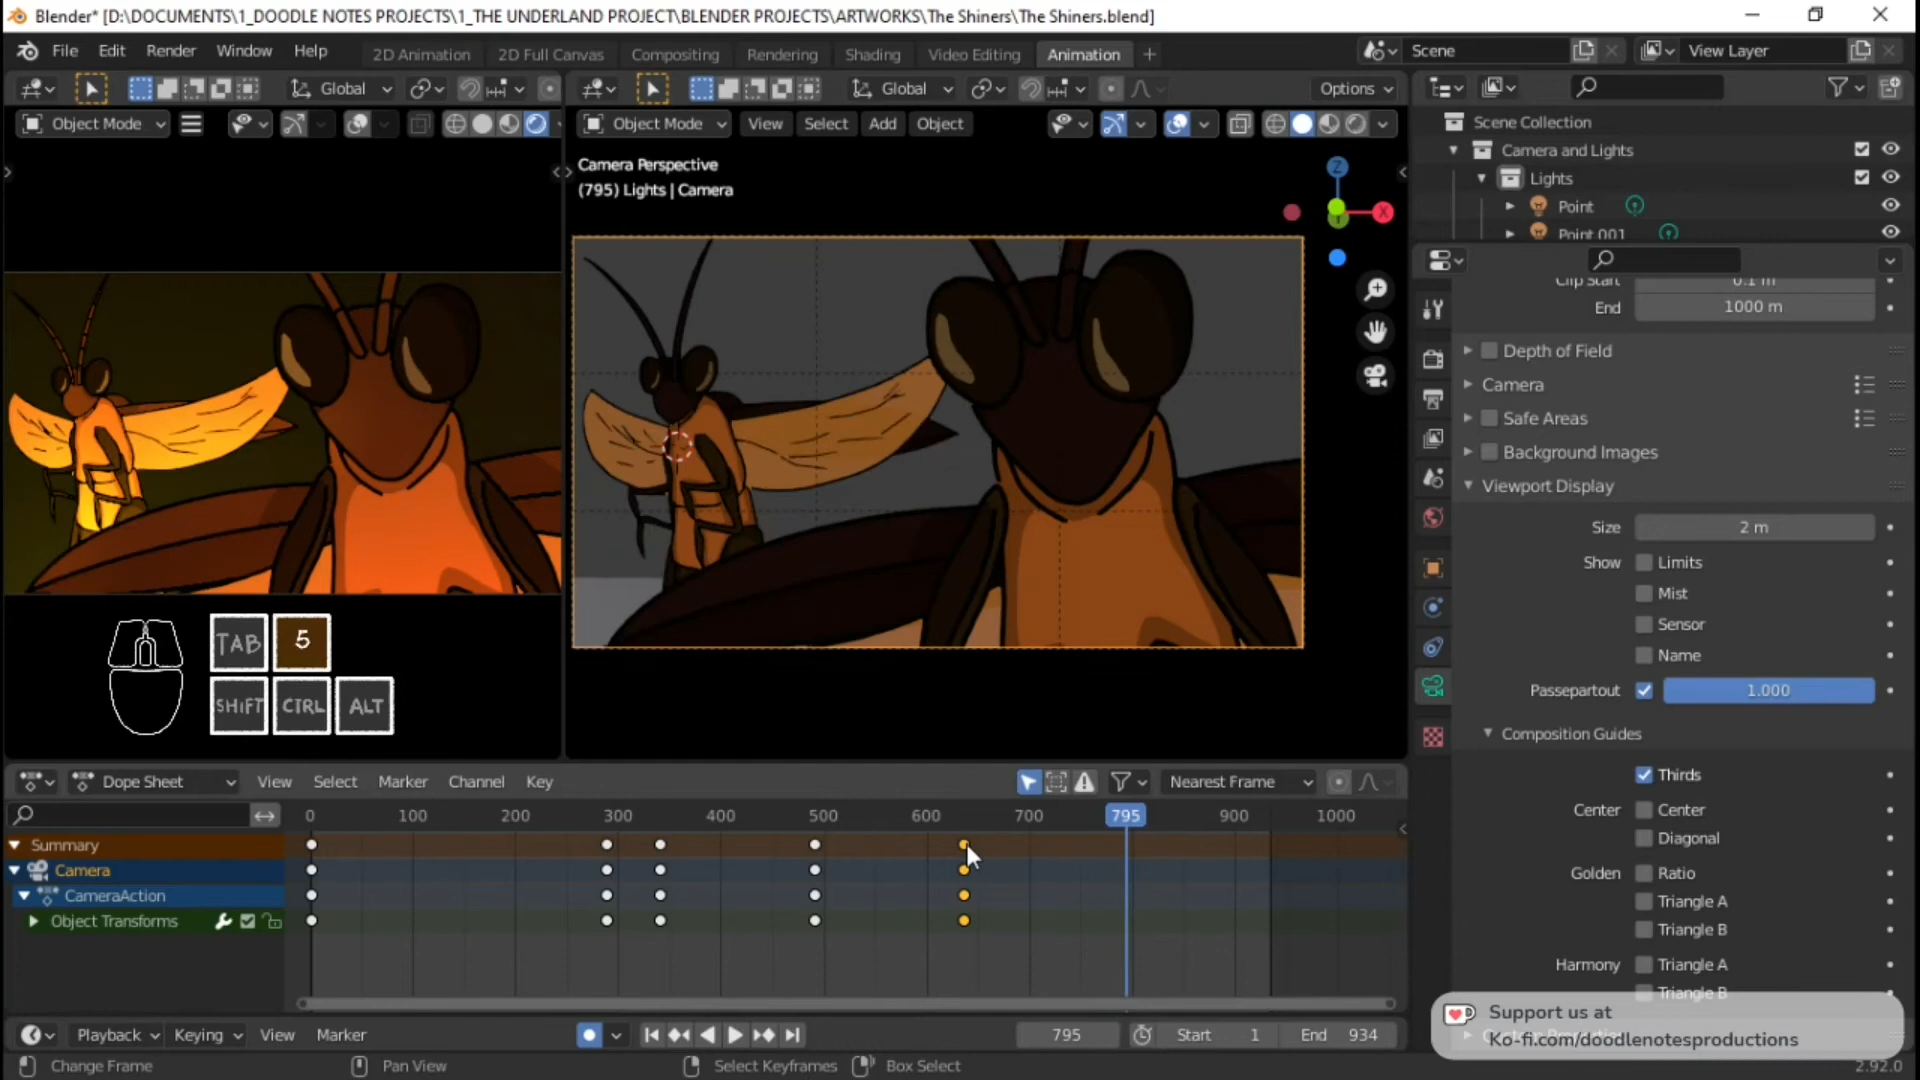 Blender* [D:\DOCUMENTS\1_DOODLE NOTES PROJECTS\1_THE UNDERLAND PROJECT\BLENDER PROJECTS\ARTWORKS\The Shiners\The Shiners.blend]
File Edit Render Window Help 2D Animation 2D Full Canvas Compositing Rendering Shading Video Editing Animation + Scene View Layer
Global Global Options
Object Mode Object Mode View Select Add Object
Scene Collection
Camera and Lights
Lights
Point
Point.001
Camera Perspective
(795) Lights | Camera
Z
X
Y
Clip Start 0.1 m
End 1000 m
Depth of Field
Camera
Safe Areas
Background Images
Viewport Display
Size 2 m
Show Limits
Mist
Sensor
Name
Passepartout 1.000
Composition Guides
Thirds
Center Center
Diagonal
Golden Ratio
Triangle A
Triangle B
Harmony Triangle A
Triangle B
TAB 5
SHIFT CTRL ALT
Dope Sheet View Select Marker Channel Key Nearest Frame
0 100 200 300 400 500 600 700 795 900 1000
Summary
Camera
CameraAction
Object Transforms
Support us at
Ko-fi.com/doodlenotesproductions
Playback Keying View Marker 795 Start 1 End 934
Change Frame Pan View Select Keyframes Box Select 2.92.0